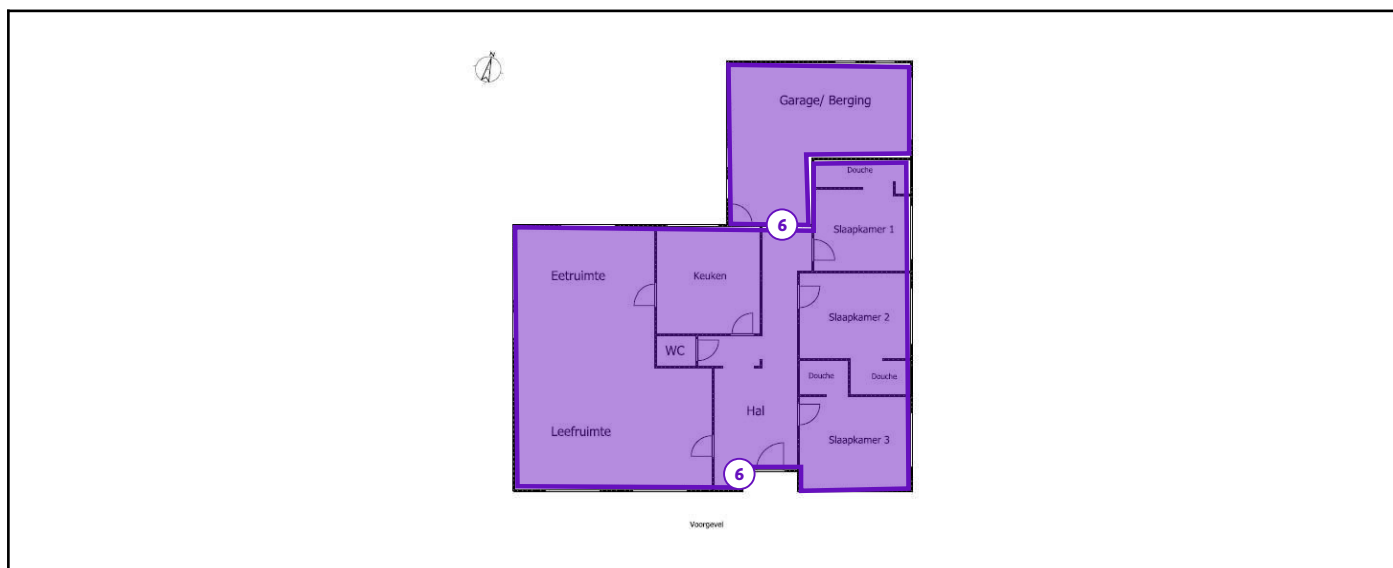 N
Garage/ Berging
Douche
6
Slaapkamer 1
Eetruimte
Keuken
Slaapkamer 2
WC
Douche
Douche
Hal
Leefruimte
Slaapkamer 3
6
Voorgevel